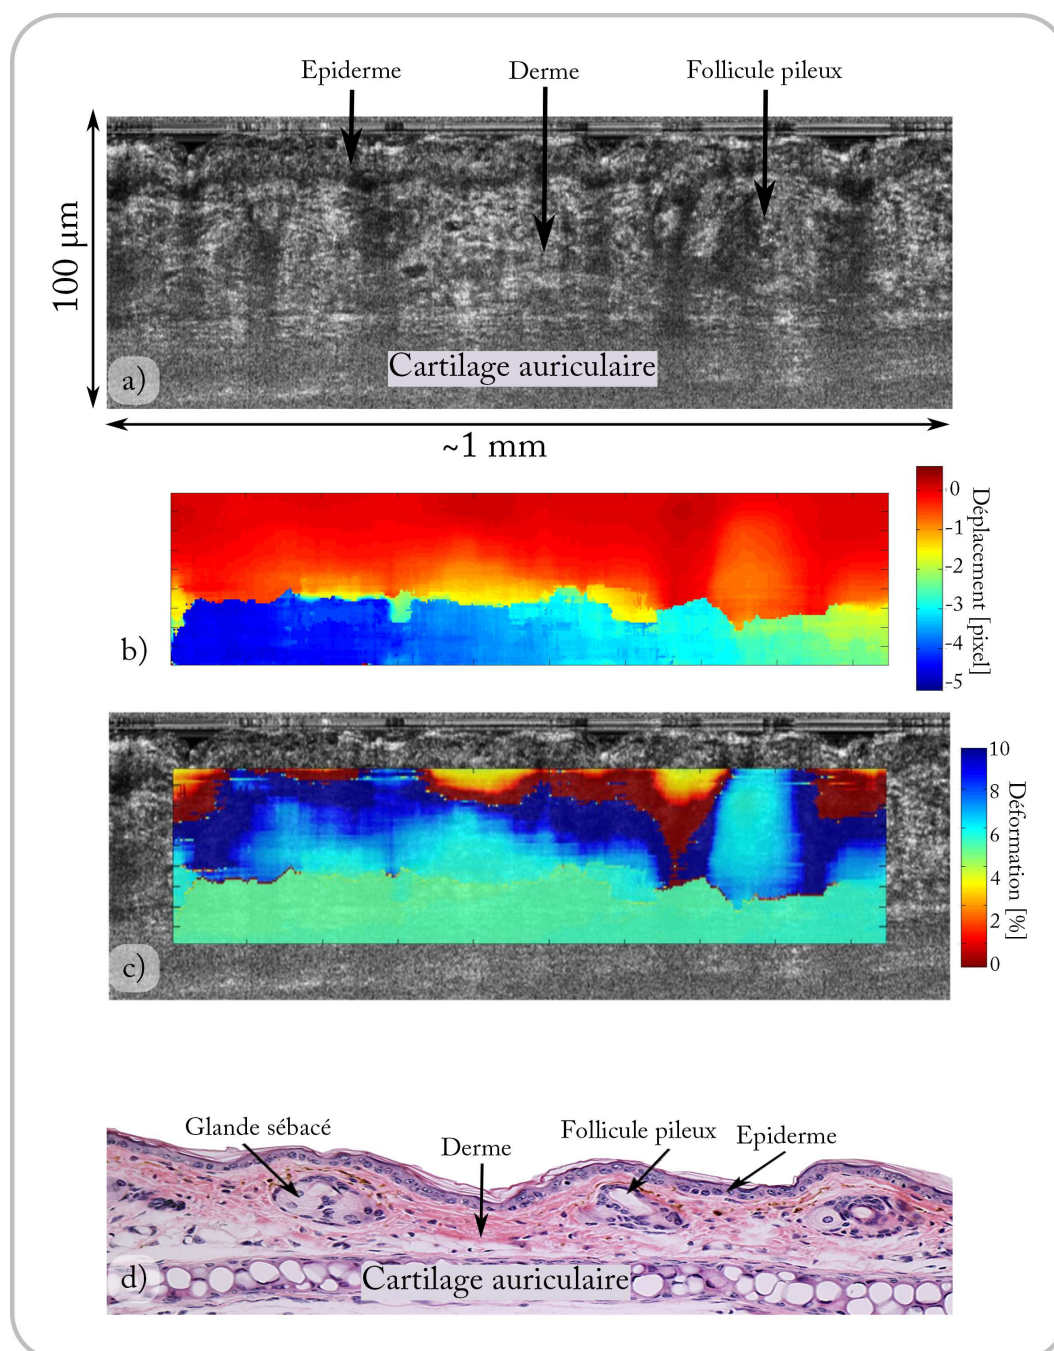 Epiderme
Derme
Follicule pileux
100 µm
Cartilage auriculaire
a)
~1 mm
0
-1
-2
-3
-4
-5
Déplacement [pixel]
b)
10
8
6
4
2
0
Déformation [%]
c)
Glande sébacé
Derme
Follicule pileux
Epiderme
d)
Cartilage auriculaire